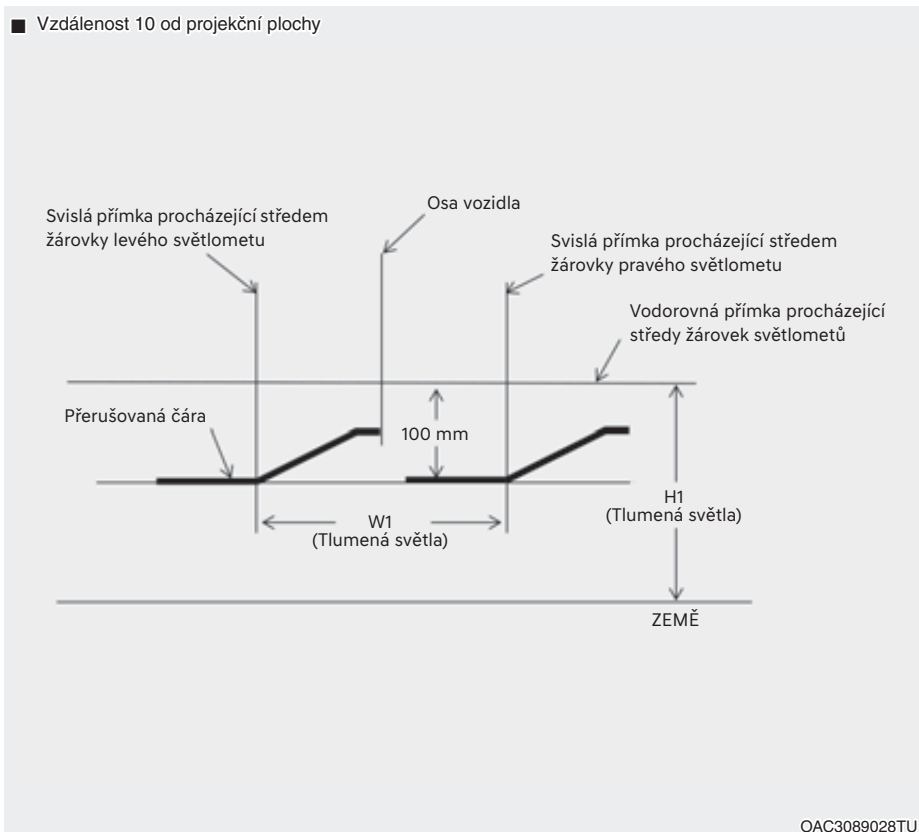 ■ Vzdálenost 10 od projekční plochy
Svislá přímka procházející středem
žárovky levého světlometu
Osa vozidla
Svislá přímka procházející středem
žárovky pravého světlometu
Vodorovná přímka procházející
středy žárovek světlometů
Přerušovaná čára
100 mm
W1
(Tlumená světla)
H1
(Tlumená světla)
ZEMĚ
OAC3089028TU